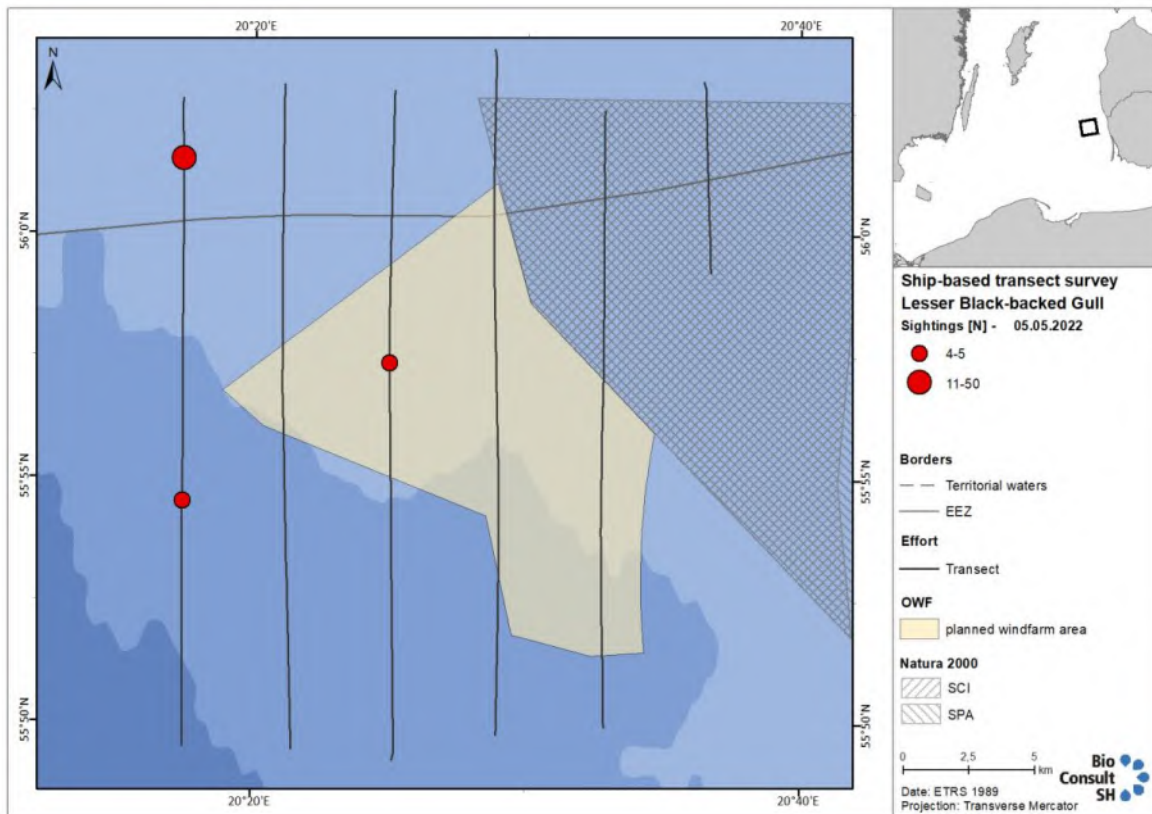 20°20'E
20°40'E
N
56°0'N
56°0'N
55°55'N
55°55'N
55°50'N
55°50'N
20°20'E
20°40'E
Ship-based transect survey
Lesser Black-backed Gull
Sightings [N] - 05.05.2022
4-5
11-50
Borders
Territorial waters
EEZ
Effort
Transect
OWF
planned windfarm area
Natura 2000
SCI
SPA
0 2,5 5
km
Date: ETRS 1989
Projection: Transverse Mercator
Bio
Consult
SH